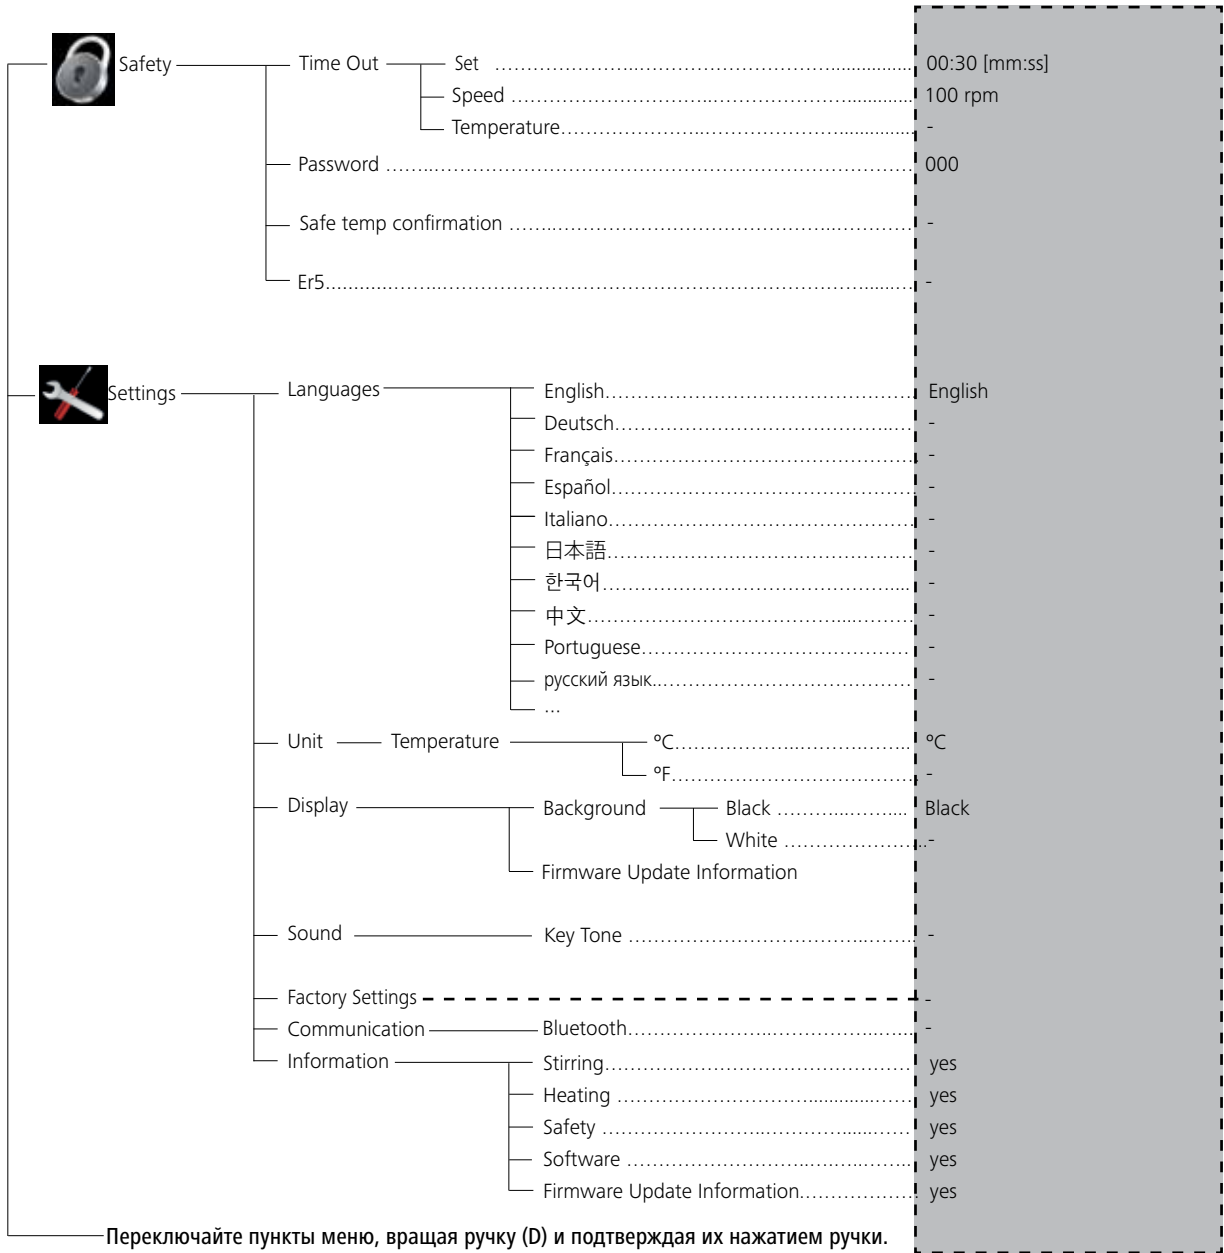 Safety Time Out Set ........ 00:30 [mm:ss]
Speed ........ 100 rpm
Temperature........ -
Password ........ 000
Safe temp confirmation ........ -
Er5........ -
Settings Languages English........ English
Deutsch........ -
Français........ -
Español........ -
Italiano........ -
日本語........ -
한국어........ -
中文........ -
Portuguese........ -
русский язык........ -
...
Unit Temperature ºC........ ºC
ºF........ -
Display Background Black ........ Black
White ........ -
Firmware Update Information
Sound Key Tone ........ -
Factory Settings -
Communication Bluetooth........ -
Information Stirring........ yes
Heating ........ yes
Safety ........ yes
Software ........ yes
Firmware Update Information........ yes
Переключайте пункты меню, вращая ручку (D) и подтверждая их нажатием ручки.